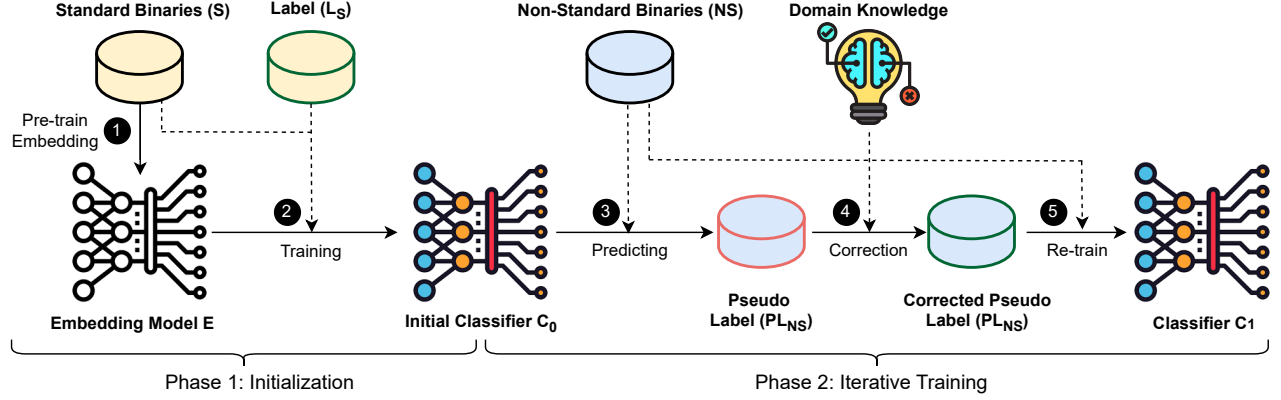 Standard Binaries (S)
Label (LS)
Non-Standard Binaries (NS)
Domain Knowledge
Pre-train
Embedding
1
2
Training
3
Predicting
4
Correction
5
Re-train
Embedding Model E
Initial Classifier C0
Pseudo
Label (PLNS)
Corrected Pseudo
Label (PLNS)
Classifier C1
Phase 1: Initialization
Phase 2: Iterative Training